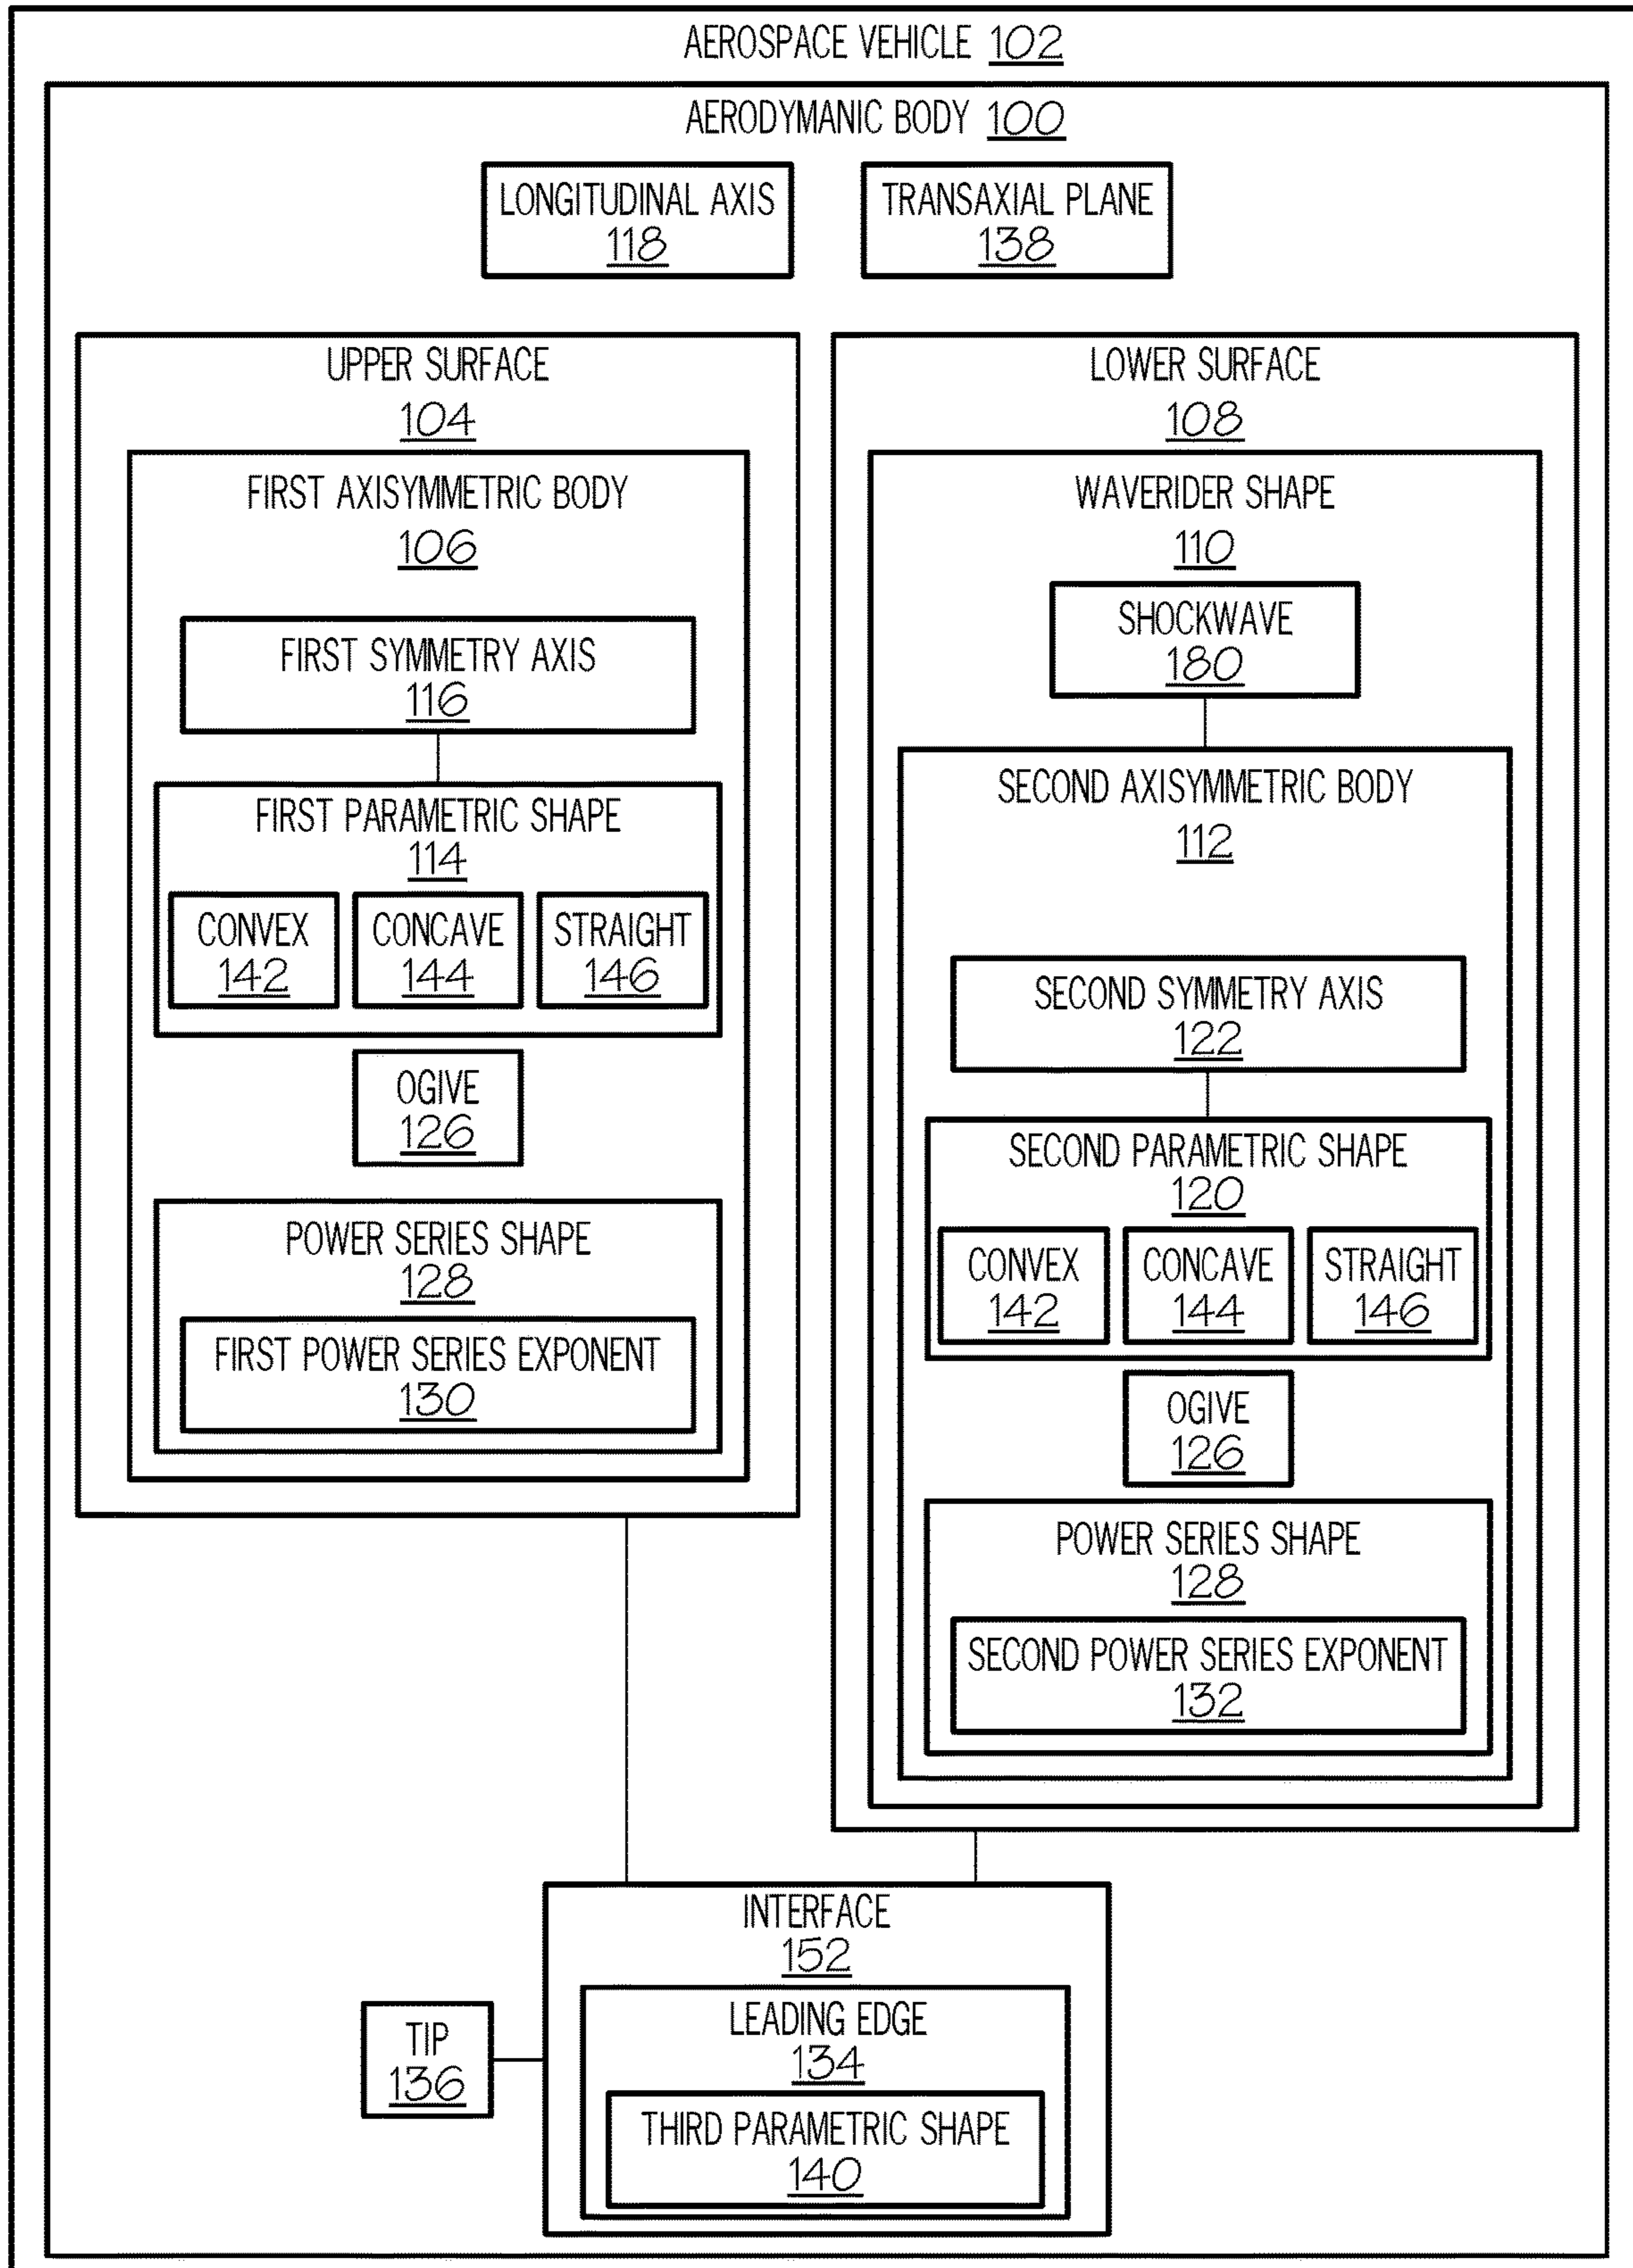 AEROSPACE VEHICLE 102
AERODYMANIC BODY 100
LONGITUDINAL AXIS
118
TRANSAXIAL PLANE
138
UPPER SURFACE
104
FIRST AXISYMMETRIC BODY
106
FIRST SYMMETRY AXIS
116
FIRST PARAMETRIC SHAPE
114
CONVEX
142
CONCAVE
144
STRAIGHT
146
OGIVE
126
POWER SERIES SHAPE
128
FIRST POWER SERIES EXPONENT
130
LOWER SURFACE
108
WAVERIDER SHAPE
110
SHOCKWAVE
180
SECOND AXISYMMETRIC BODY
112
SECOND SYMMETRY AXIS
122
SECOND PARAMETRIC SHAPE
120
CONVEX
142
CONCAVE
144
STRAIGHT
146
OGIVE
126
POWER SERIES SHAPE
128
SECOND POWER SERIES EXPONENT
132
INTERFACE
152
LEADING EDGE
134
THIRD PARAMETRIC SHAPE
140
TIP
136